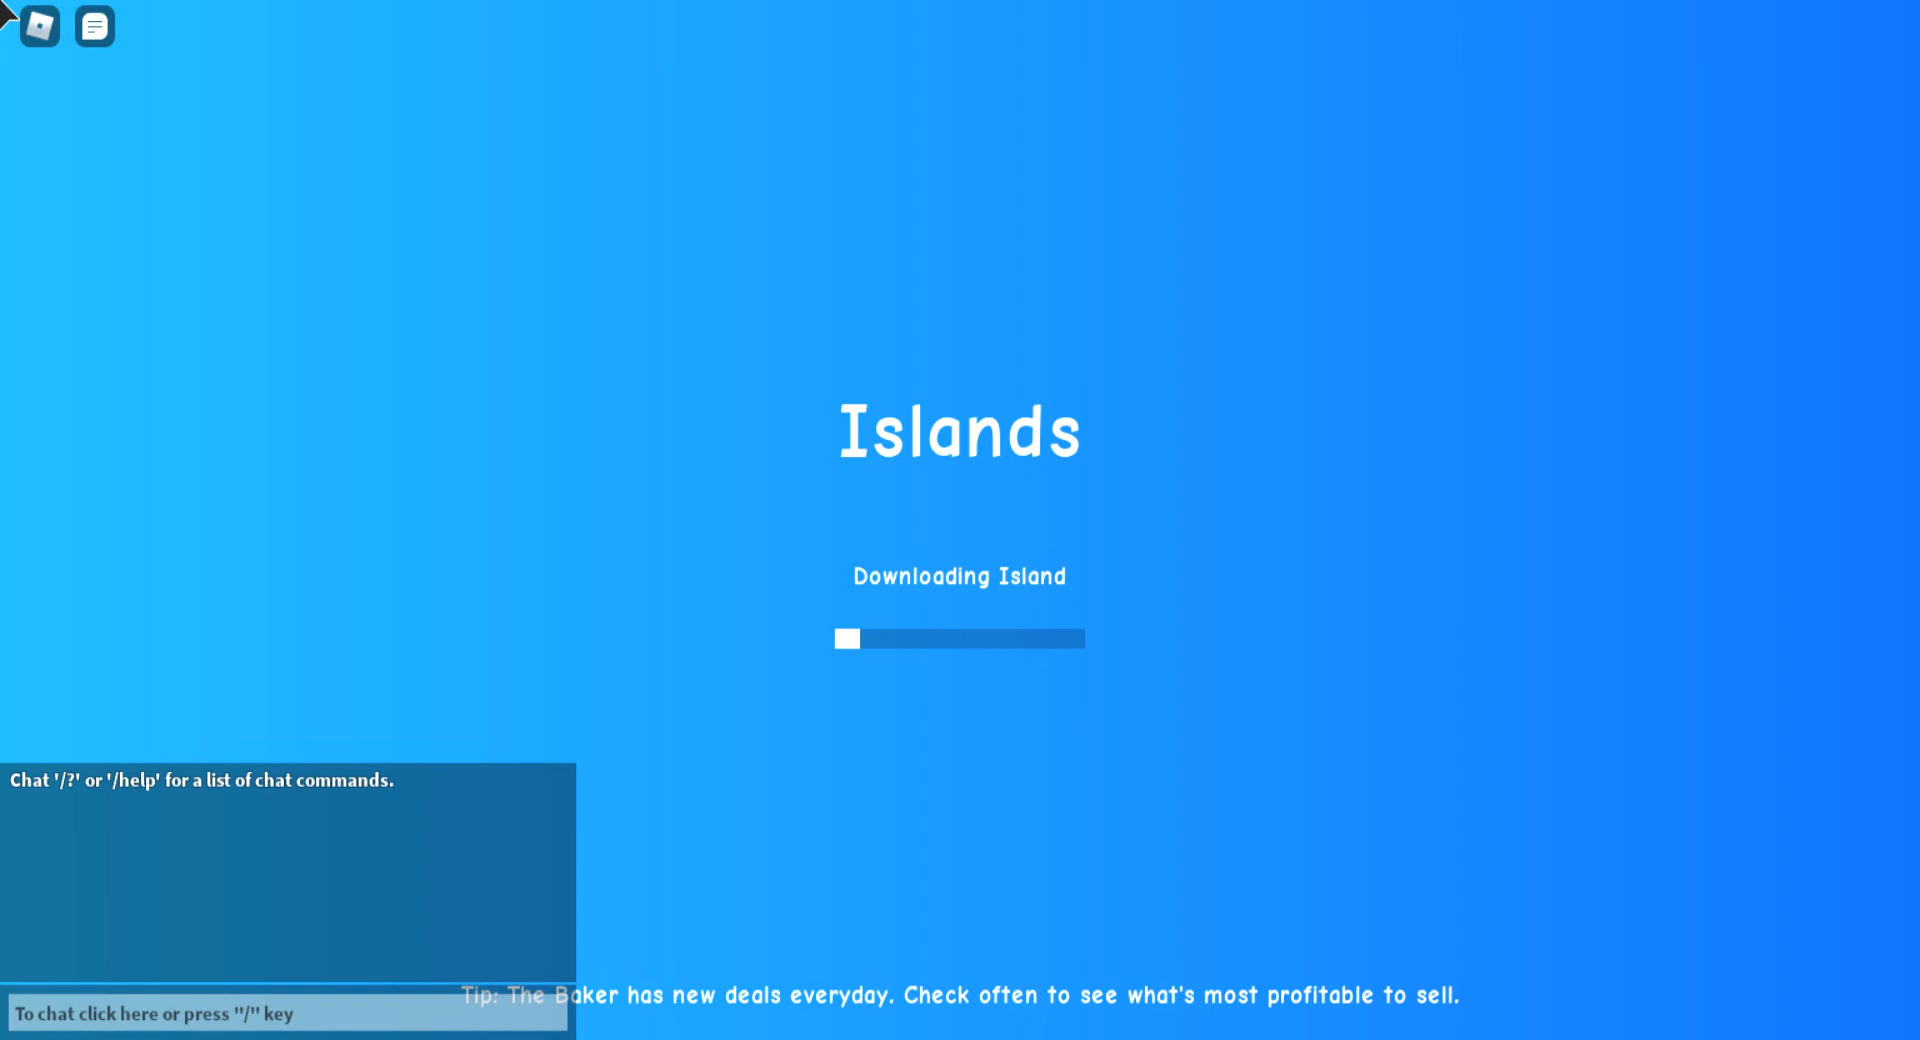 Islands
Downloading Island
Chat '/?' or '/help' for a list of chat commands.
Tip: The Baker has new deals everyday. Check often to see what's most profitable to sell.
To chat click here or press "/" key